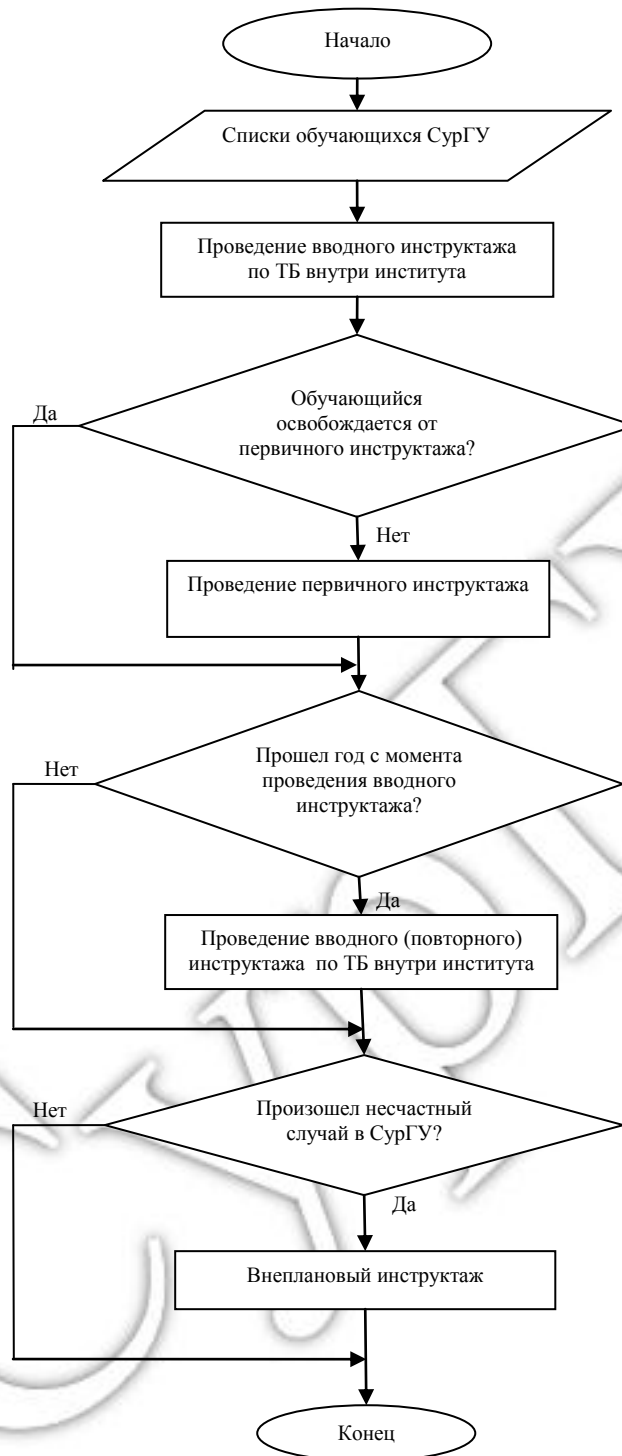 Начало
Списки обучающихся СурГУ
Проведение вводного инструктажа
по ТБ внутри института
Обучающийся
освобождается от
первичного инструктажа?
Да
Нет
Проведение первичного инструктажа
Прошел год с момента
проведения вводного
инструктажа?
Нет
Да
Проведение вводного (повторного)
инструктажа по ТБ внутри института
Произошел несчастный
случай в СурГУ?
Нет
Да
Внеплановый инструктаж
Конец